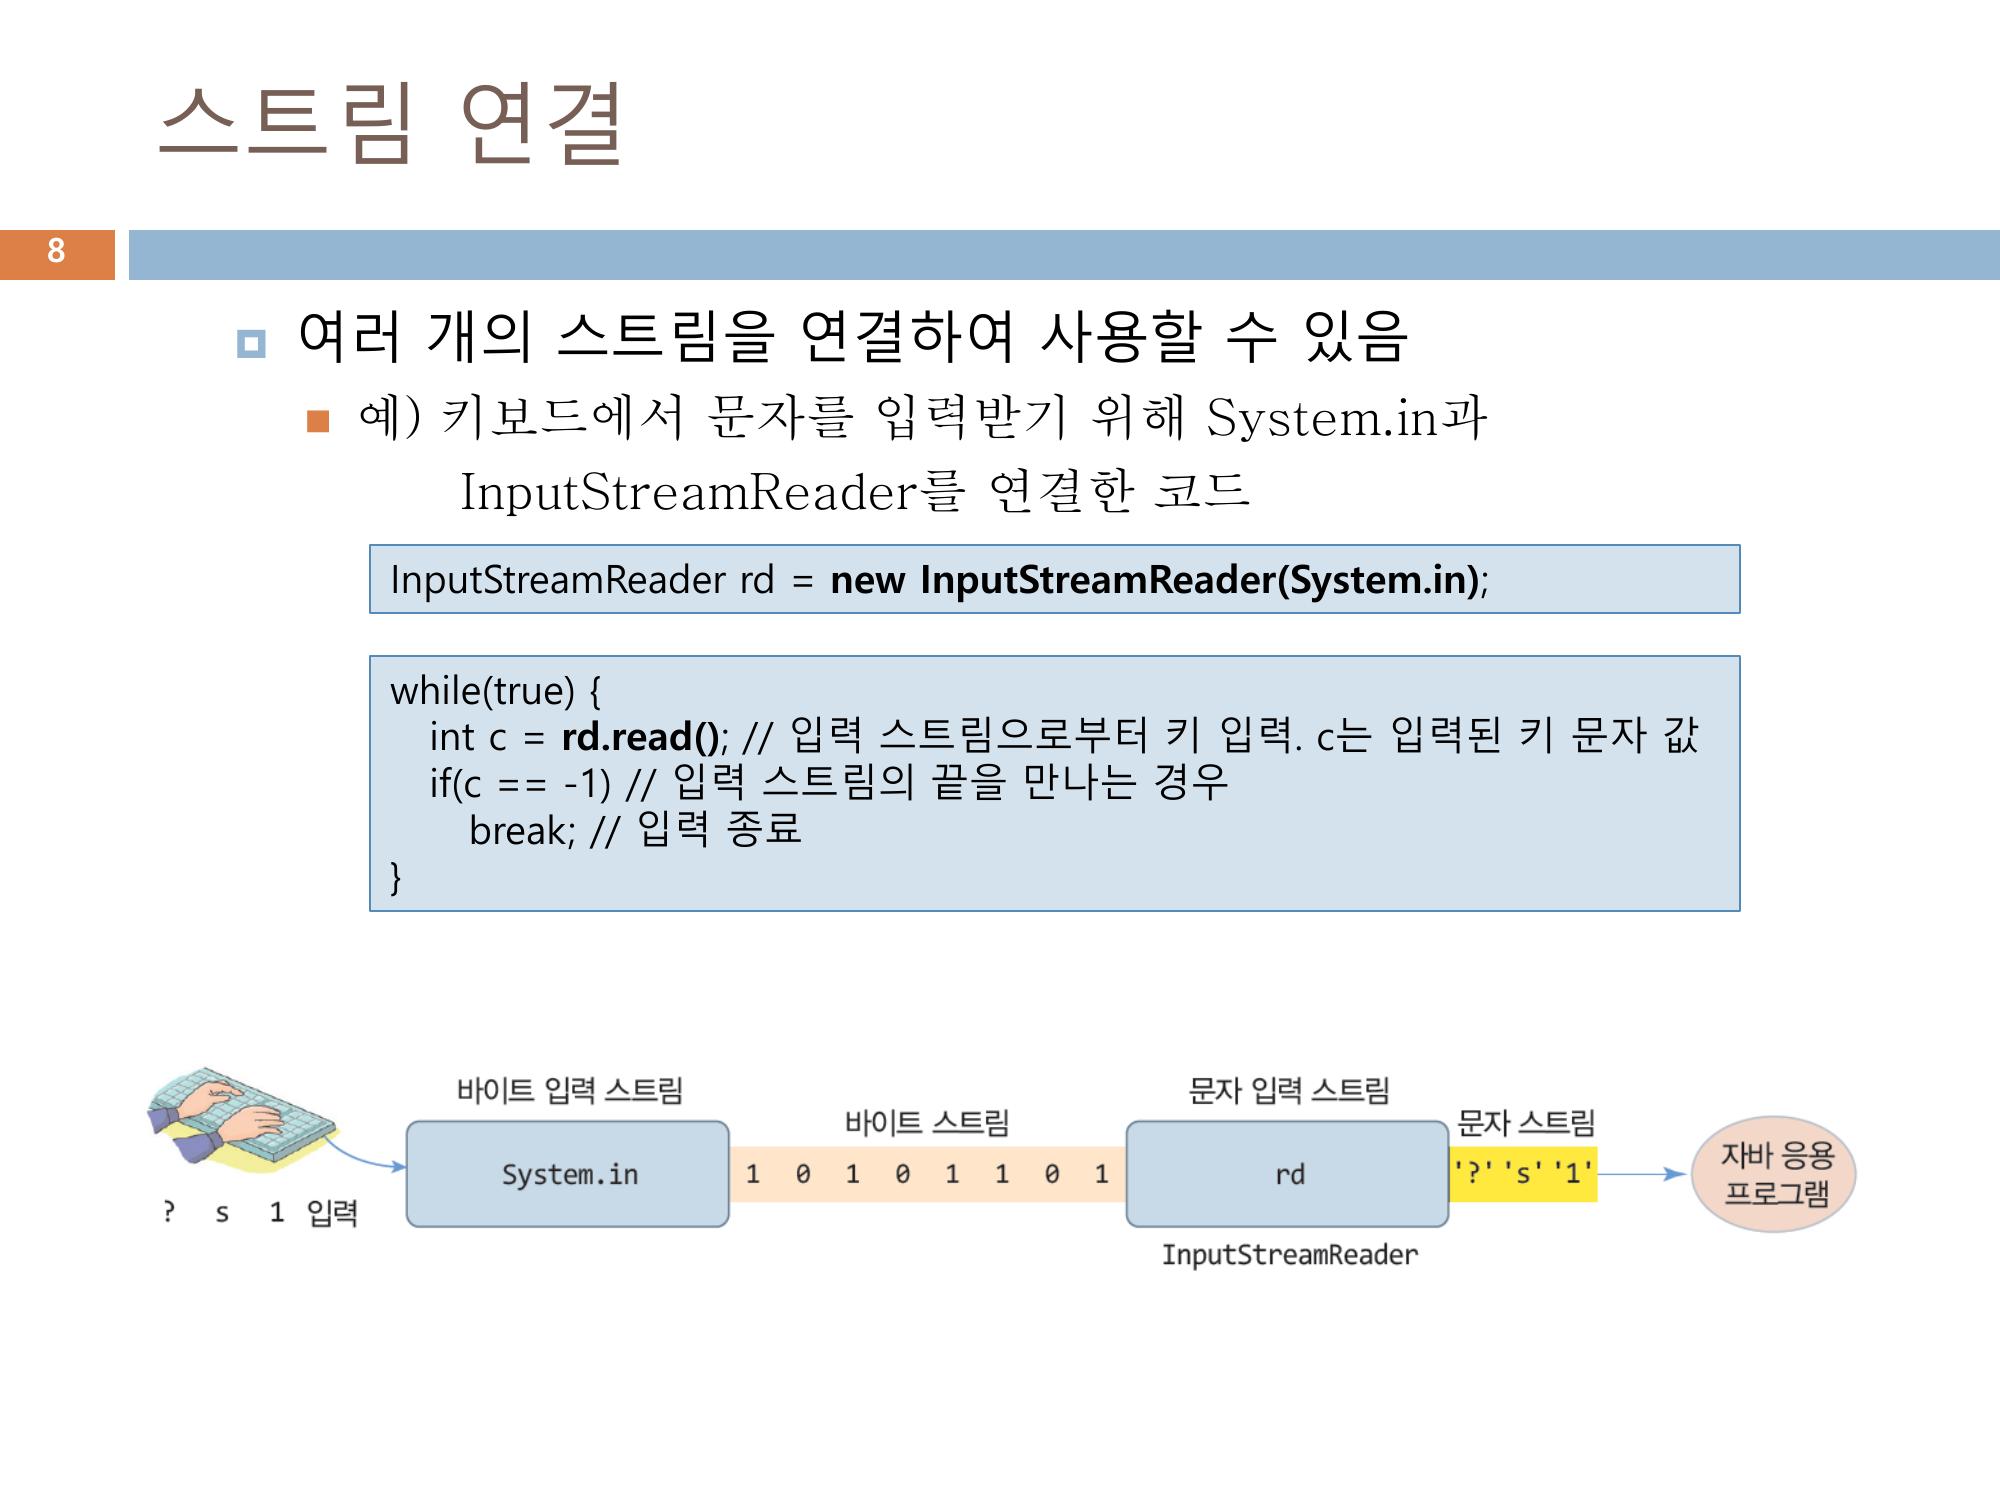 스트림 연결
8
여러 개의 스트림을 연결하여 사용할 수 있음
예) 키보드에서 문자를 입력받기 위해 System.in과
InputStreamReader를 연결한 코드
InputStreamReader rd = new InputStreamReader(System.in);
while(true) {
int c = rd.read(); // 입력 스트림으로부터 키 입력. c는 입력된 키 문자 값
if(c == -1) // 입력 스트림의 끝을 만나는 경우
break; // 입력 종료
}
바이트 입력 스트림
바이트 스트림
문자 입력 스트림
문자 스트림
System.in
1 0 1 0 1 1 0 1
rd
'?' 's' '1'
자바 응용
프로그램
? s 1 입력
InputStreamReader